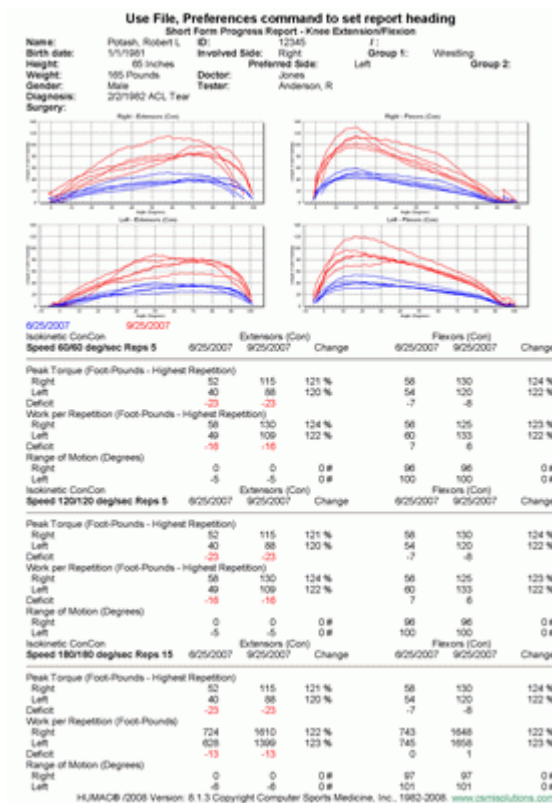 Use File, Preferences command to set report heading
Short Form Progress Report - Knee Extension/Flexion
Name: Potash, Robert L ID: 12345 / :
Birth date: 1/1/1981 Involved Side: Right Group 1: Wrestling
Height: 65 Inches Preferred Side: Left Group 2:
Weight: 165 Pounds Doctor: Jones
Gender: Male Tester: Anderson, R
Diagnosis: 2/2/1982 ACL Tear
Surgery:
Right - Extensors (Con) Right - Flexors (Con)
Left - Extensors (Con) Left - Flexors (Con)
6/25/2007 9/25/2007
Isokinetic ConCon Extensors (Con) Flexors (Con)
Speed 60/60 deg/sec Reps 5 6/25/2007 9/25/2007 Change 6/25/2007 9/25/2007 Change
Peak Torque (Foot-Pounds - Highest Repetition)
Right 52 115 121 % 58 130 124 %
Left 40 88 120 % 54 120 122 %
Deficit -23 -23 -7 -8
Work per Repetition (Foot-Pounds - Highest Repetition)
Right 58 130 124 % 56 125 123 %
Left 49 109 122 % 60 133 122 %
Deficit -16 -16 7 6
Range of Motion (Degrees)
Right 0 0 0 # 96 96 0 #
Left -5 -5 0 # 100 100 0 #
Isokinetic ConCon Extensors (Con) Flexors (Con)
Speed 120/120 deg/sec Reps 5 6/25/2007 9/25/2007 Change 6/25/2007 9/25/2007 Change
Peak Torque (Foot-Pounds - Highest Repetition)
Right 52 115 121 % 58 130 124 %
Left 40 88 120 % 54 120 122 %
Deficit -23 -23 -7 -8
Work per Repetition (Foot-Pounds - Highest Repetition)
Right 58 130 124 % 56 125 123 %
Left 49 109 122 % 60 133 122 %
Deficit -16 -16 7 6
Range of Motion (Degrees)
Right 0 0 0 # 96 96 0 #
Left -5 -5 0 # 100 100 0 #
Isokinetic ConCon Extensors (Con) Flexors (Con)
Speed 180/180 deg/sec Reps 15 6/25/2007 9/25/2007 Change 6/25/2007 9/25/2007 Change
Peak Torque (Foot-Pounds - Highest Repetition)
Right 52 115 121 % 58 130 124 %
Left 40 88 120 % 54 120 122 %
Deficit -23 -23 -7 -8
Work per Repetition (Foot-Pounds)
Right 724 1610 122 % 743 1648 122 %
Left 628 1399 123 % 745 1658 123 %
Deficit -13 -13 0 1
Range of Motion (Degrees)
Right 0 0 0 # 97 97 0 #
Left -6 -6 0 # 101 101 0 #
HUMAC® /2008 Version: 8.1.3 Copyright Computer Sports Medicine, Inc., 1982-2008. www.csmisolutions.com